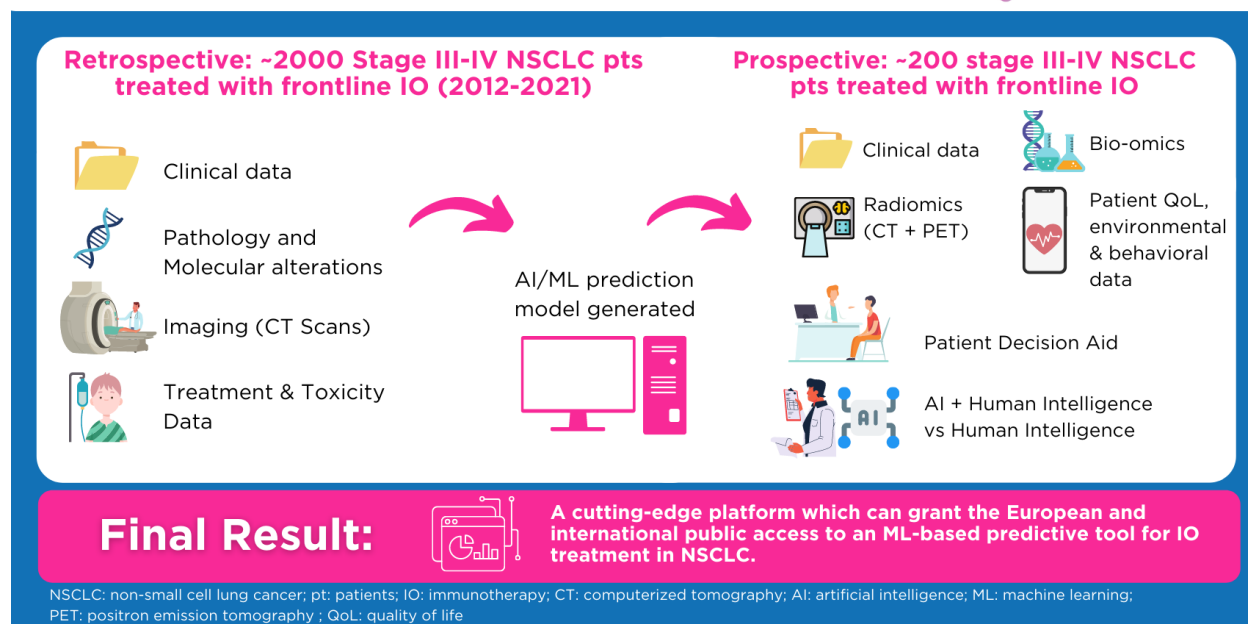 Retrospective: ~2000 Stage III-IV NSCLC pts
treated with frontline IO (2012-2021)
Clinical data
Pathology and
Molecular alterations
Imaging (CT Scans)
Treatment & Toxicity
Data
AI/ML prediction
model generated
Prospective: ~200 stage III-IV NSCLC
pts treated with frontline IO
Clinical data
Bio-omics
Radiomics
(CT + PET)
Patient QoL,
environmental
& behavioral
data
Patient Decision Aid
AI
AI + Human Intelligence
vs Human Intelligence
Final Result:
A cutting-edge platform which can grant the European and
international public access to an ML-based predictive tool for IO
treatment in NSCLC.
NSCLC: non-small cell lung cancer; pt: patients; IO: immunotherapy; CT: computerized tomography; AI: artificial intelligence; ML: machine learning;
PET: positron emission tomography ; QoL: quality of life